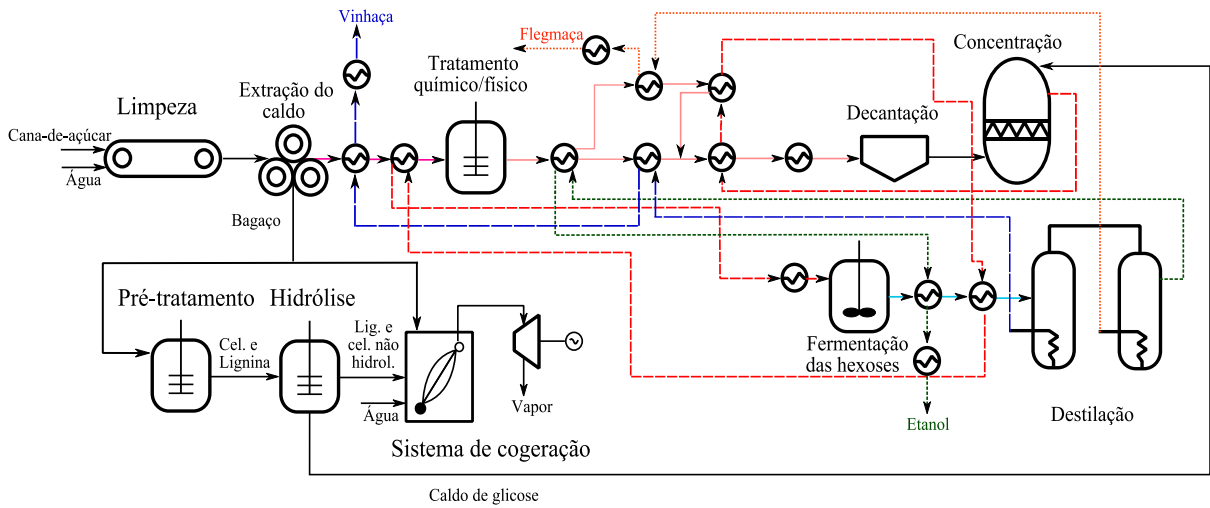 Vinhaça
Flegmaça
Concentração
Tratamento
químico/físico
Extração do
caldo
Limpeza
Decantação
Cana-de-açúcar
Água
Bagaço
Pré-tratamento
Hidrólise
Lig. e
cel. não
hidrol.
Cel. e
Lignina
Fermentação
das hexoses
Água
Vapor
Destilação
Etanol
Sistema de cogeração
Caldo de glicose